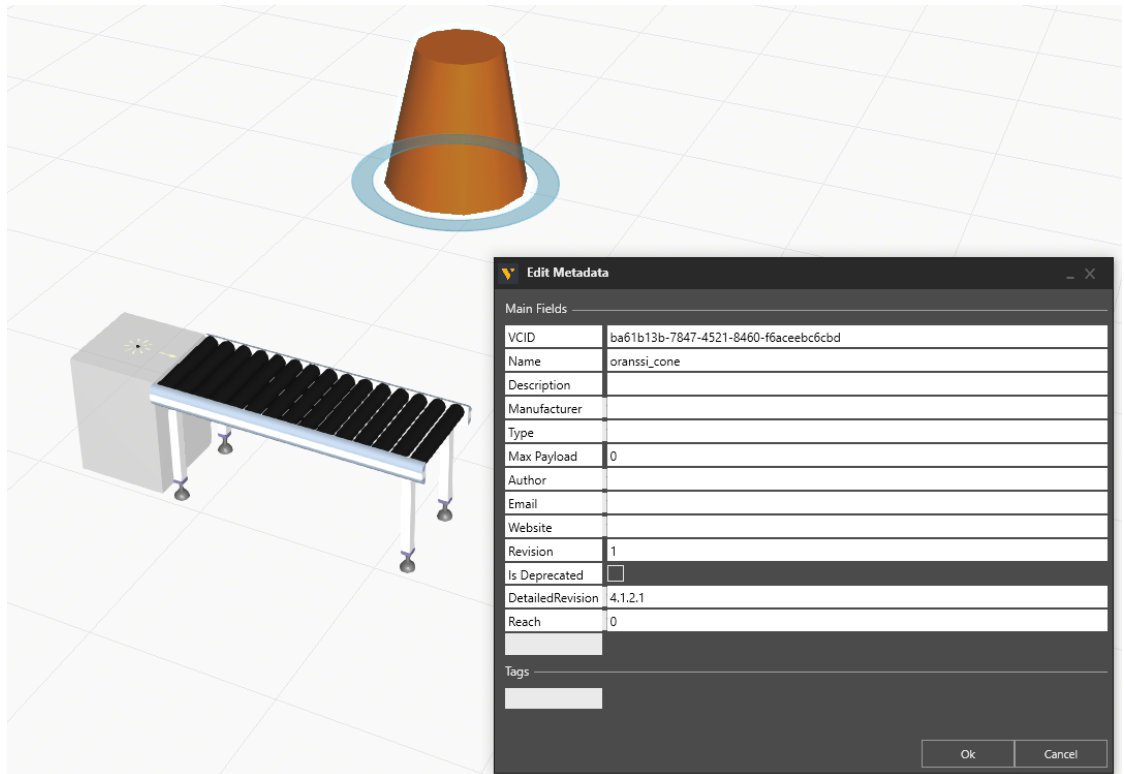 Edit Metadata
Main Fields
VCID ba61b13b-7847-4521-8460-f6aceebc6cbd
Name oranssi_cone
Description
Manufacturer
Type
Max Payload 0
Author
Email
Website
Revision 1
Is Deprecated
DetailedRevision 4.1.2.1
Reach 0
Tags
Ok Cancel